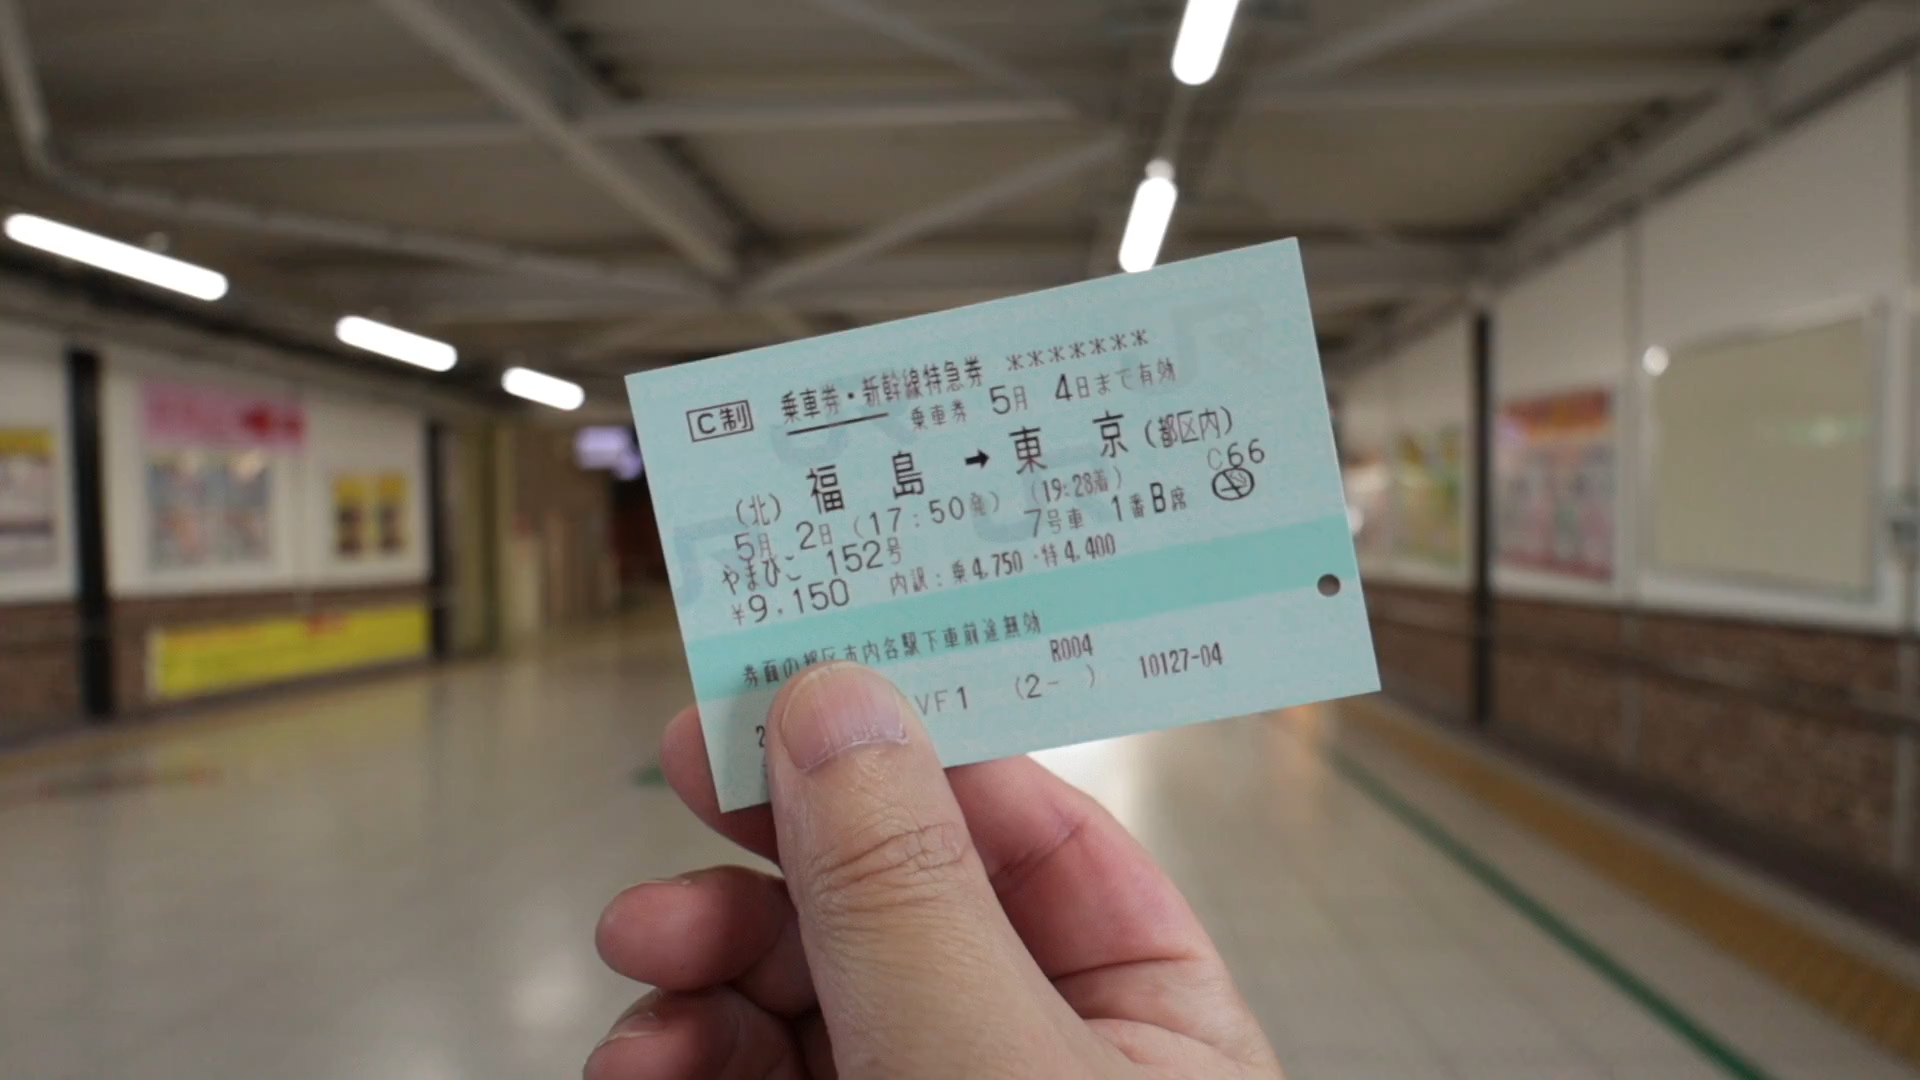 C制 乗車券・新幹線特急券 ※※※※※※※
乗車券 5月 4日まで有効
(北) 福 島 → 東 京 (都区内)
5月 2日 (17:50発) (19:28着) C66
やまびこ 152号 7号車 1番B席
¥9,150 内訳:乗4,750・特4,400
券面の都区市内各駅下車前途無効
R004
2 VF1 (2- ) 10127-04